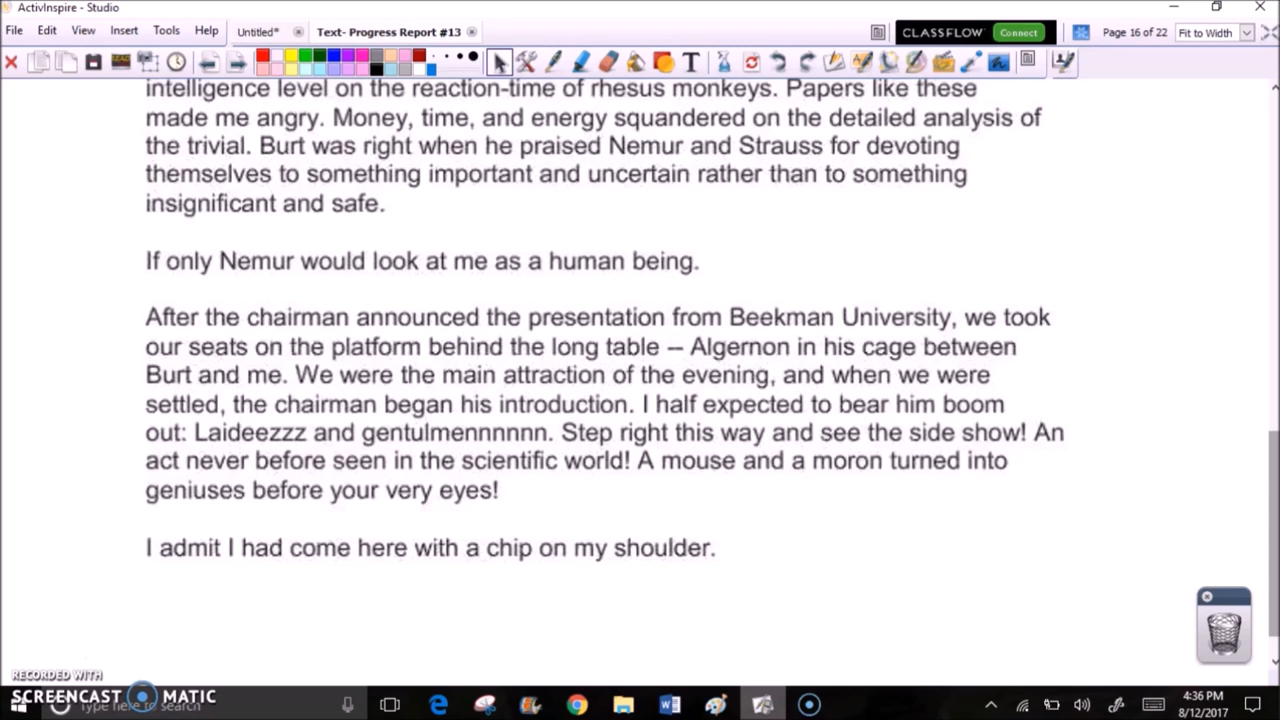 ActivInspire - Studio
File Edit View Insert Tools Help Untitled* Text- Progress Report #13 CLASSFLOW Connect Page 16 of 22 Fit to Width
intelligence level on the reaction-time of rhesus monkeys. Papers like these
made me angry. Money, time, and energy squandered on the detailed analysis of
the trivial. Burt was right when he praised Nemur and Strauss for devoting
themselves to something important and uncertain rather than to something
insignificant and safe.
If only Nemur would look at me as a human being.
After the chairman announced the presentation from Beekman University, we took
our seats on the platform behind the long table -- Algernon in his cage between
Burt and me. We were the main attraction of the evening, and when we were
settled, the chairman began his introduction. I half expected to bear him boom
out: Laideezzz and gentulmennnnnn. Step right this way and see the side show! An
act never before seen in the scientific world! A mouse and a moron turned into
geniuses before your very eyes!
I admit I had come here with a chip on my shoulder.
RECORDED WITH
SCREENCAST MATIC
Type here to search
4:36 PM
8/12/2017